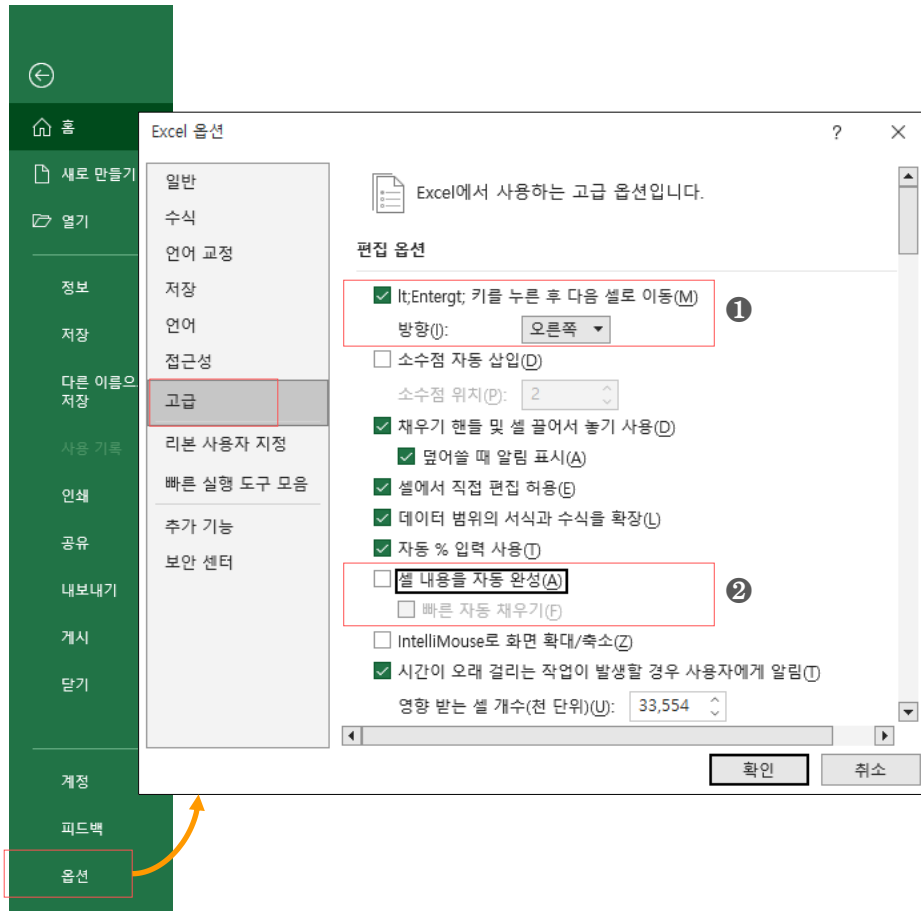 홈
새로 만들기
열기
정보
저장
다른 이름으
저장
사용 기록
인쇄
공유
내보내기
게시
닫기
계정
피드백
옵션
Excel 옵션
?
일반
수식
언어 교정
저장
언어
접근성
고급
리본 사용자 지정
빠른 실행 도구 모음
추가 기능
보안 센터
Excel에서 사용하는 고급 옵션입니다.
편집 옵션
lt;Entergt; 키를 누른 후 다음 셀로 이동(M)
방향(I): 오른쪽
❶
소수점 자동 삽입(D)
소수점 위치(P): 2
채우기 핸들 및 셀 끌어서 놓기 사용(D)
덮어쓸 때 알림 표시(A)
셀에서 직접 편집 허용(E)
데이터 범위의 서식과 수식을 확장(L)
자동 % 입력 사용(T)
셀 내용을 자동 완성(A)
빠른 자동 채우기(F)
❷
IntelliMouse로 화면 확대/축소(Z)
시간이 오래 걸리는 작업이 발생할 경우 사용자에게 알림(T)
영향 받는 셀 개수(천 단위)(U): 33,554
확인 취소